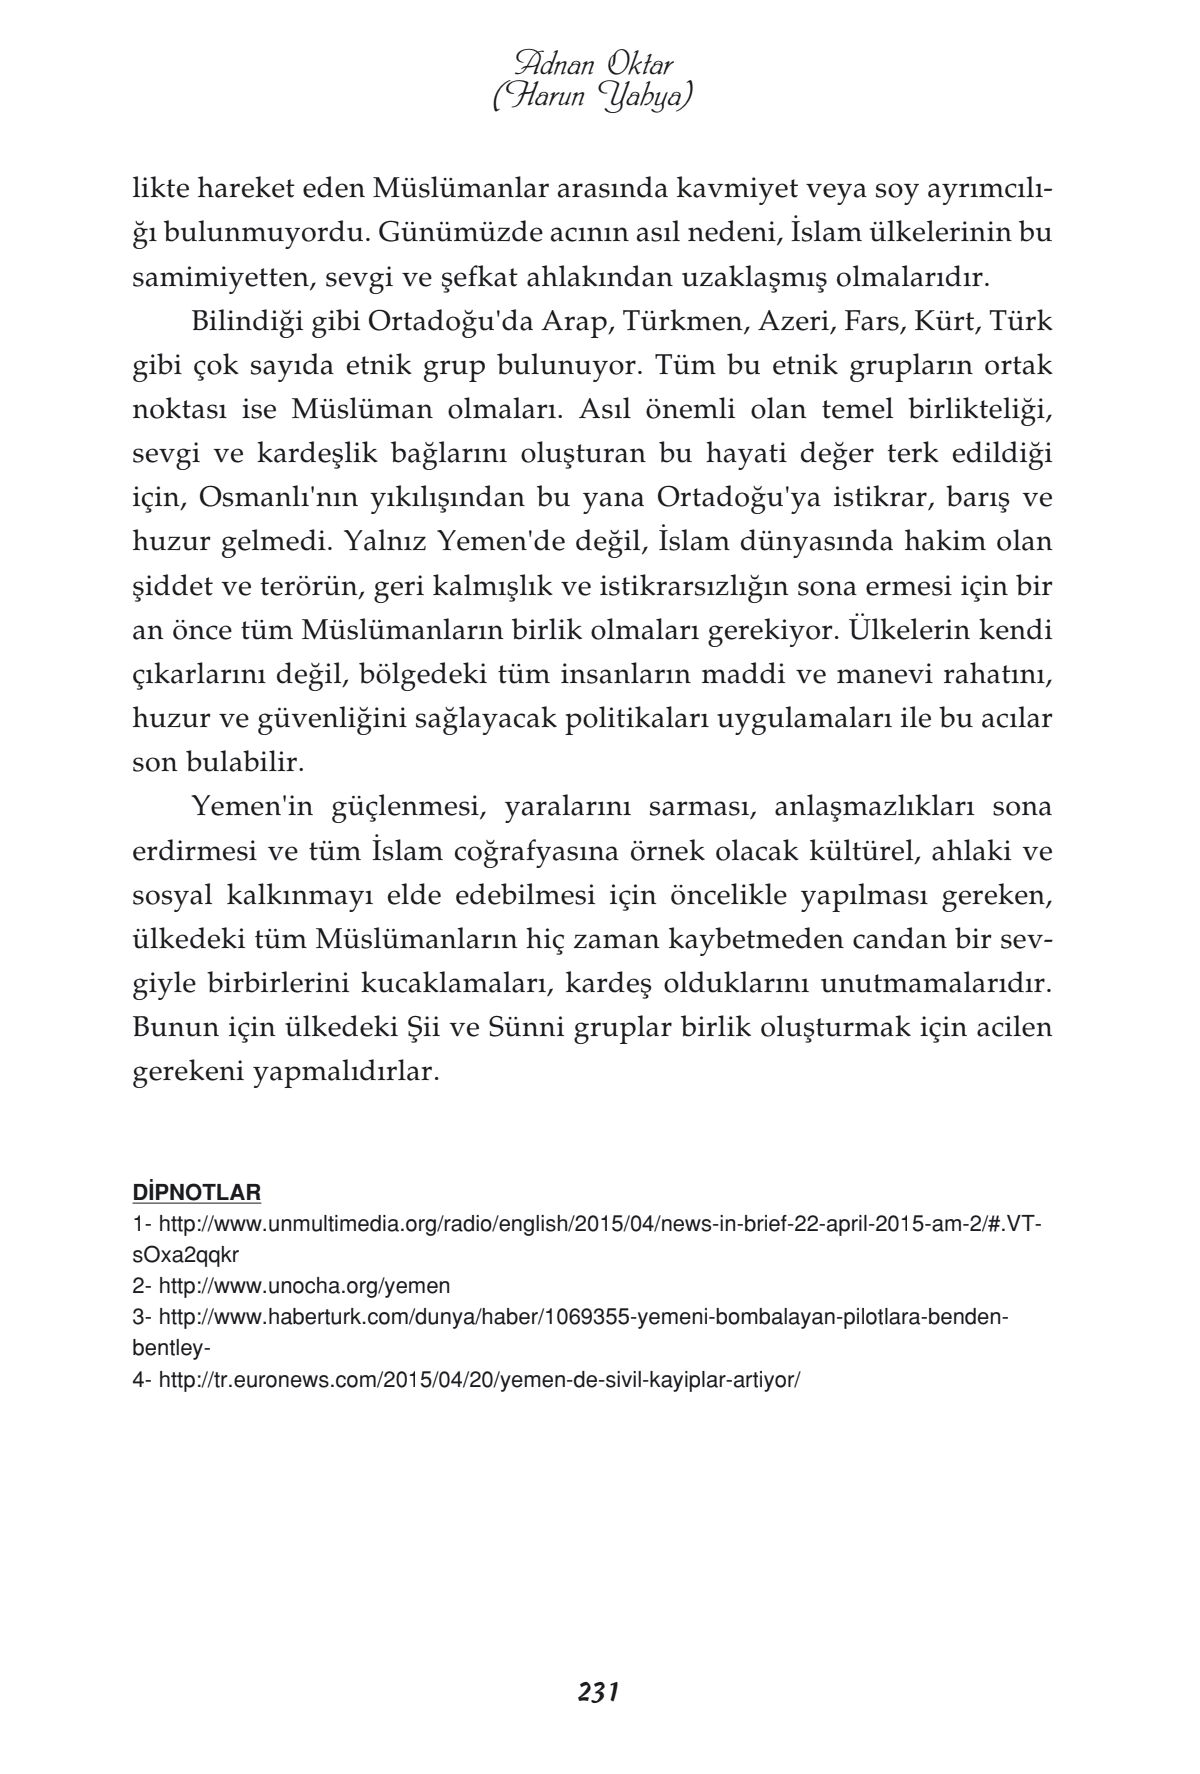 Adnan Oktar
(Harun Yahya)
likte hareket eden Müslümanlar arasında kavmiyet veya soy ayrımcılı-
ğı bulunmuyordu. Günümüzde acının asıl nedeni, İslam ülkelerinin bu
samimiyetten, sevgi ve şefkat ahlakından uzaklaşmış olmalarıdır.
Bilindiği gibi Ortadoğu'da Arap, Türkmen, Azeri, Fars, Kürt, Türk
gibi çok sayıda etnik grup bulunuyor. Tüm bu etnik grupların ortak
noktası ise Müslüman olmaları. Asıl önemli olan temel birlikteliği,
sevgi ve kardeşlik bağlarını oluşturan bu hayati değer terk edildiği
için, Osmanlı'nın yıkılışından bu yana Ortadoğu'ya istikrar, barış ve
huzur gelmedi. Yalnız Yemen'de değil, İslam dünyasında hakim olan
şiddet ve terörün, geri kalmışlık ve istikrarsızlığın sona ermesi için bir
an önce tüm Müslümanların birlik olmaları gerekiyor. Ülkelerin kendi
çıkarlarını değil, bölgedeki tüm insanların maddi ve manevi rahatını,
huzur ve güvenliğini sağlayacak politikaları uygulamaları ile bu acılar
son bulabilir.
Yemen'in güçlenmesi, yaralarını sarması, anlaşmazlıkları sona
erdirmesi ve tüm İslam coğrafyasına örnek olacak kültürel, ahlaki ve
sosyal kalkınmayı elde edebilmesi için öncelikle yapılması gereken,
ülkedeki tüm Müslümanların hiç zaman kaybetmeden candan bir sev-
giyle birbirlerini kucaklamaları, kardeş olduklarını unutmamalarıdır.
Bunun için ülkedeki Şii ve Sünni gruplar birlik oluşturmak için acilen
gerekeni yapmalıdırlar.
DİPNOTLAR
1- http://www.unmultimedia.org/radio/english/2015/04/news-in-brief-22-april-2015-am-2/#.VT-
sOxa2qqkr
2- http://www.unocha.org/yemen
3- http://www.haberturk.com/dunya/haber/1069355-yemeni-bombalayan-pilotlara-benden-
bentley-
4- http://tr.euronews.com/2015/04/20/yemen-de-sivil-kayiplar-artiyor/
231